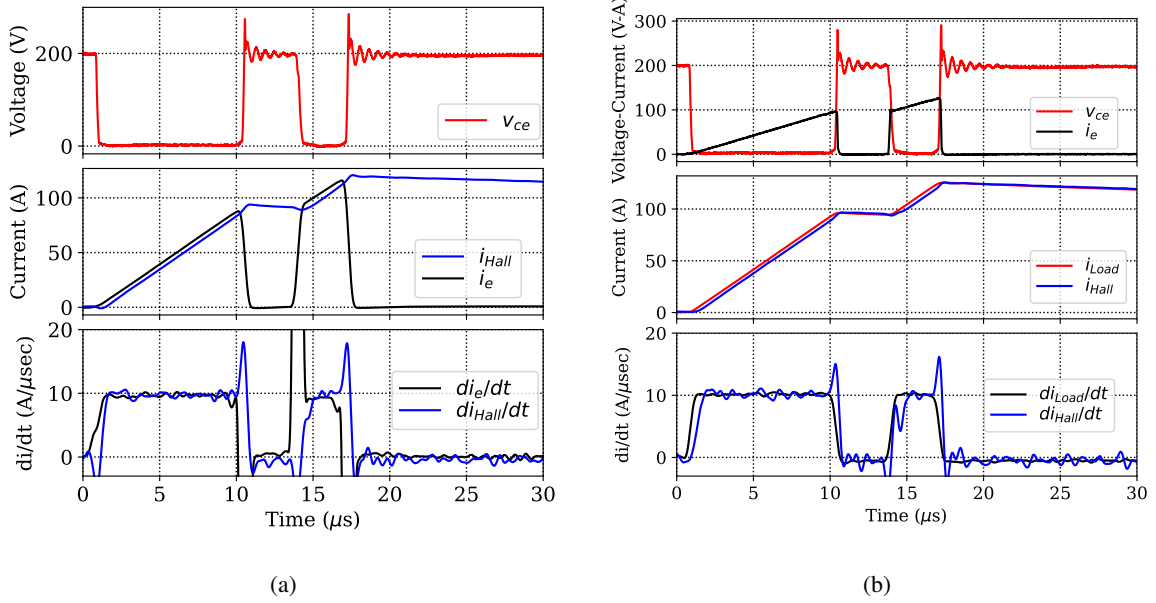 Voltage (V)
200
0
v_ce
Current (A)
100
50
0
i_Hall
i_e
di/dt (A/μsec)
20
10
0
di_e/dt
di_Hall/dt
0 5 10 15 20 25 30
Time (μs)
(a)
Voltage-Current (V-A)
300
200
100
0
v_ce
i_e
Current (A)
100
50
0
i_Load
i_Hall
di/dt (A/μsec)
20
10
0
di_Load/dt
di_Hall/dt
0 5 10 15 20 25 30
Time (μs)
(b)